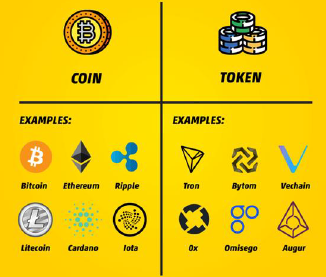 COIN
TOKEN
EXAMPLES:
EXAMPLES:
Bitcoin Ethereum Ripple
Tron Bytom Vechain
Litecoin Cardano Iota
0x Omisego Augur